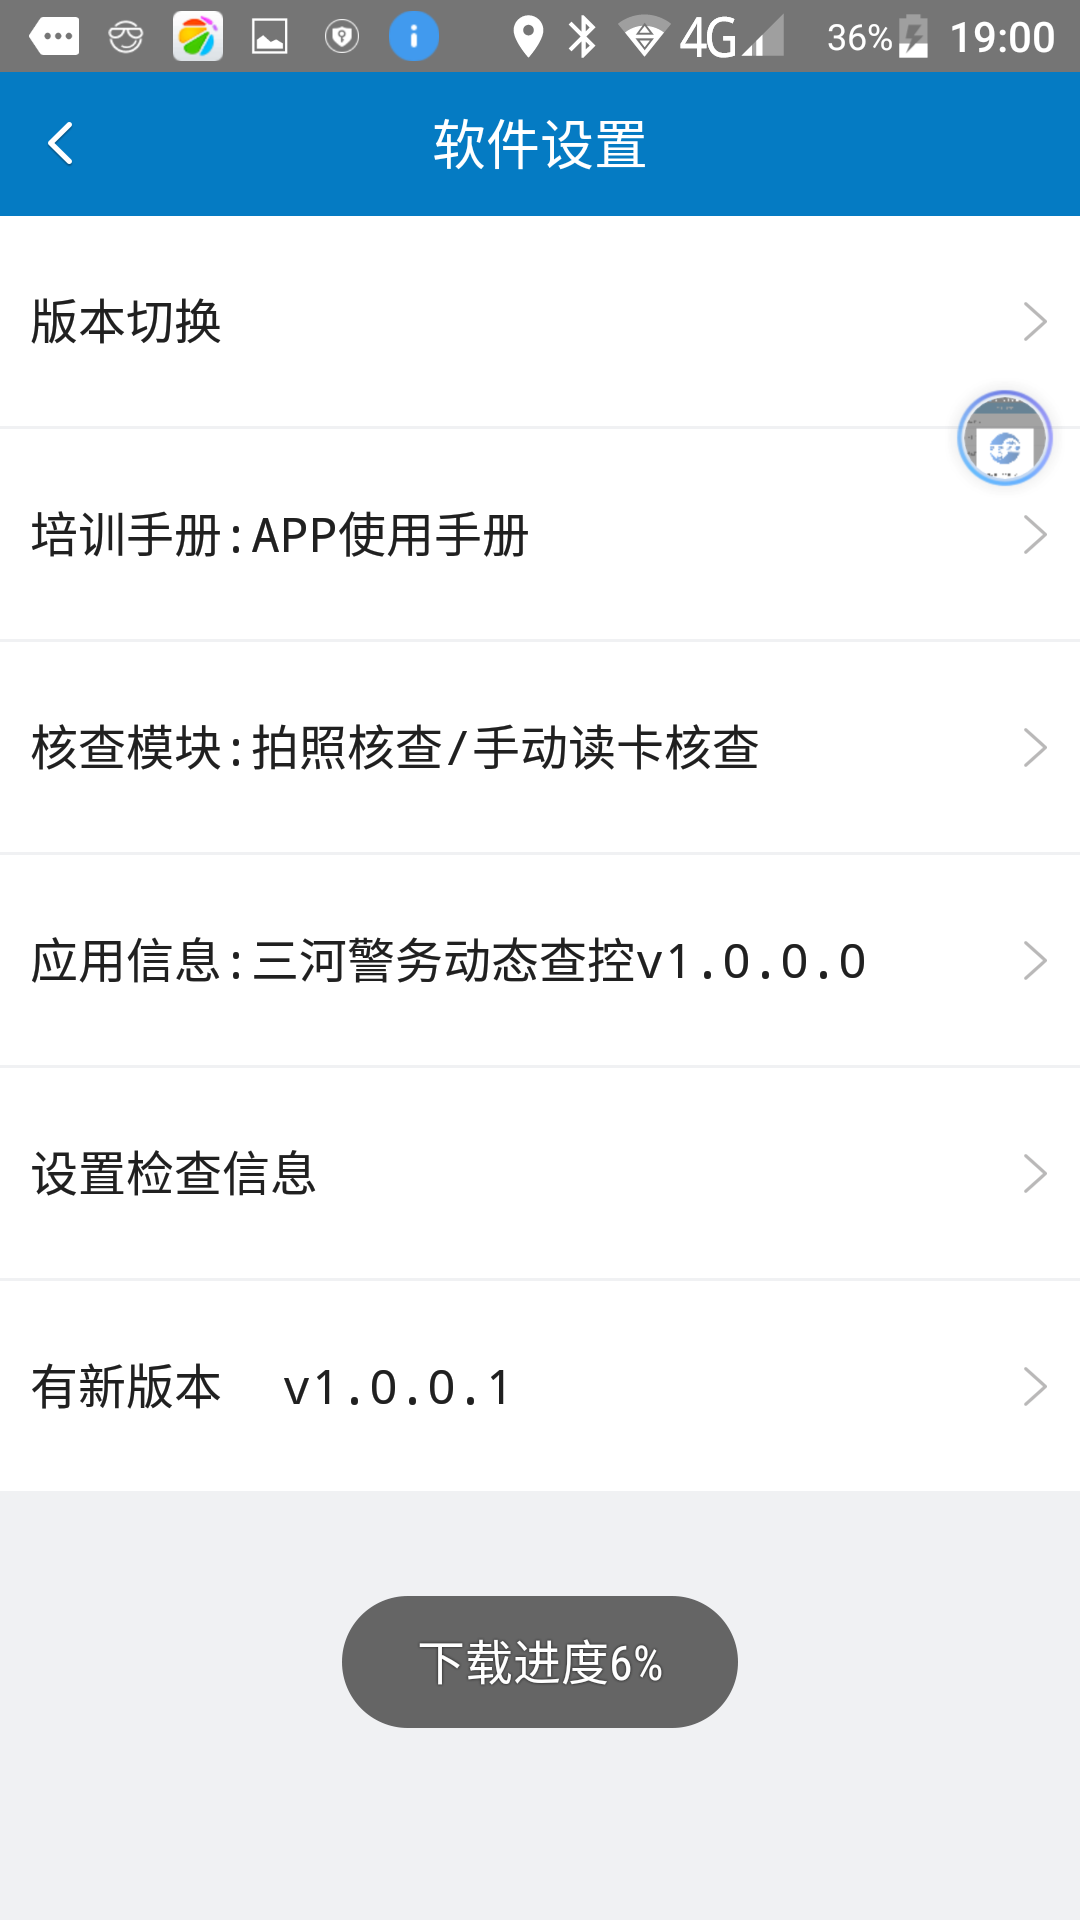 4G 36% 19:00
软件设置
版本切换
培训手册:APP使用手册
核查模块:拍照核查/手动读卡核查
应用信息:三河警务动态查控v1.0.0.0
设置检查信息
有新版本 v1.0.0.1
下载进度6%